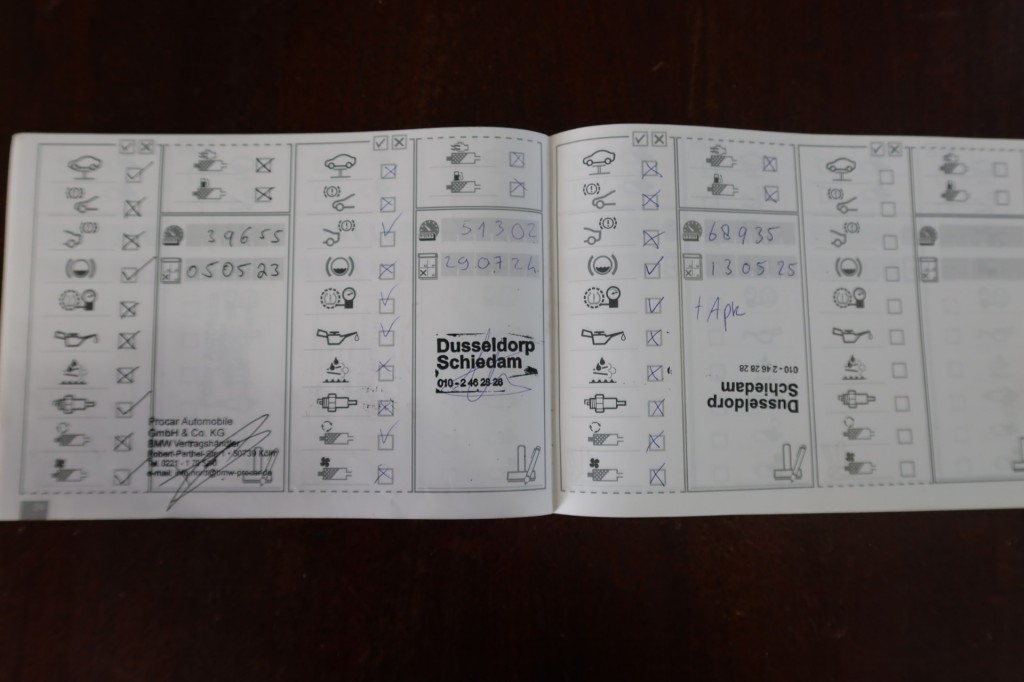 39655
050523
Procar Automobile
GmbH & Co. KG
BMW Vertragshändler
51302
29.07.24
Dusseldorp
Schiedam
010 - 2 46 28 28
68935
130525
+ Apk
Dusseldorp
Schiedam
010 - 2 46 28 28